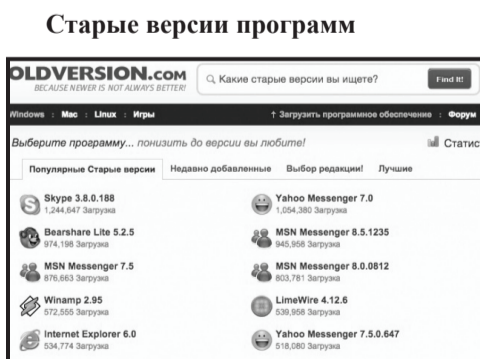 Старые версии программ
OLDVERSION.COM
BECAUSE NEWER IS NOT ALWAYS BETTER!
Какие старые версии вы ищете?
Find It!
Windows : Mac : Linux : Игры
↑ Загрузить программное обеспечение : Форум
Выберите программу... понизить до версии вы любите!
Статис
Популярные Старые версии
Недавно добавленные
Выбор редакции!
Лучшие
Skype 3.8.0.188
1,244,647 Загрузка
Yahoo Messenger 7.0
1,054,380 Загрузка
Bearshare Lite 5.2.5
974,198 Загрузка
MSN Messenger 8.5.1235
945,958 Загрузка
MSN Messenger 7.5
876,663 Загрузка
MSN Messenger 8.0.0812
803,781 Загрузка
Winamp 2.95
572,555 Загрузка
LimeWire 4.12.6
539,958 Загрузка
Internet Explorer 6.0
534,774 Загрузка
Yahoo Messenger 7.5.0.647
518,080 Загрузка